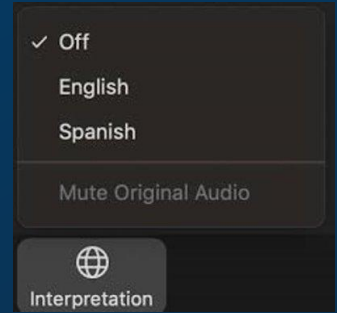 Off
English
Spanish
Mute Original Audio
Interpretation